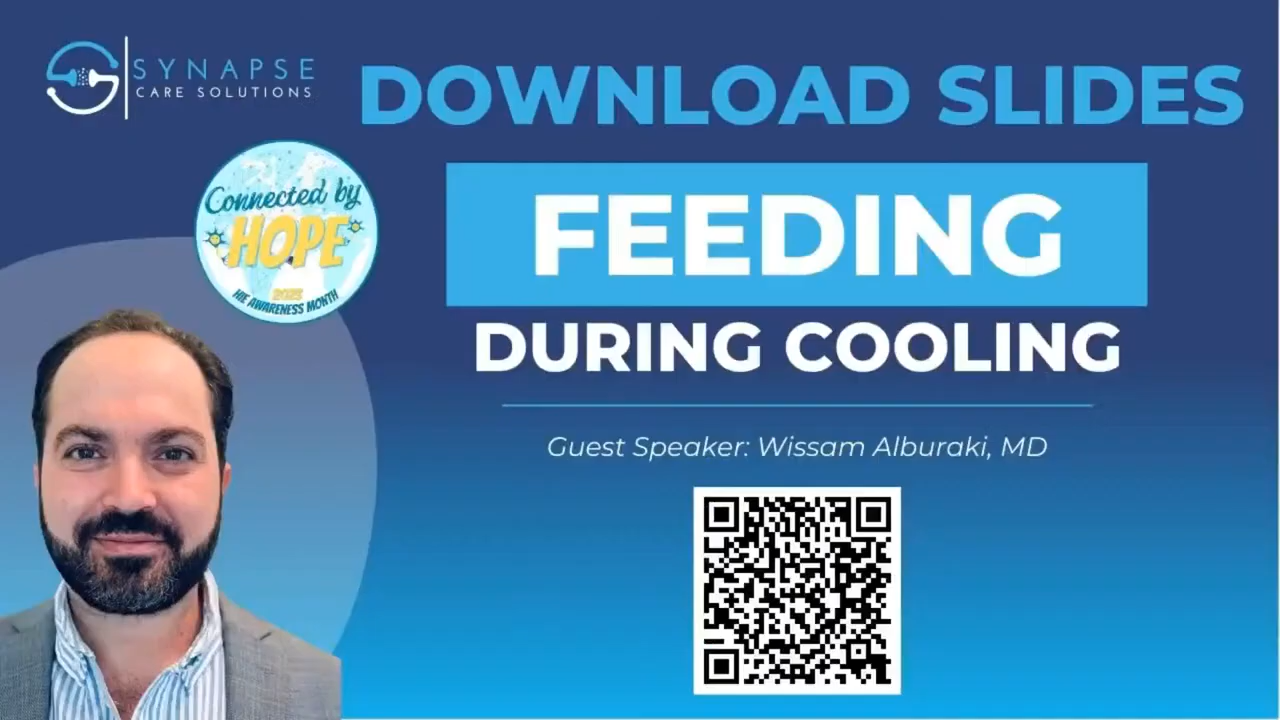 SYNAPSE
CARE SOLUTIONS
DOWNLOAD SLIDES
Connected by
HOPE
2023
HIE AWARENESS MONTH
FEEDING
DURING COOLING
Guest Speaker: Wissam Alburaki, MD